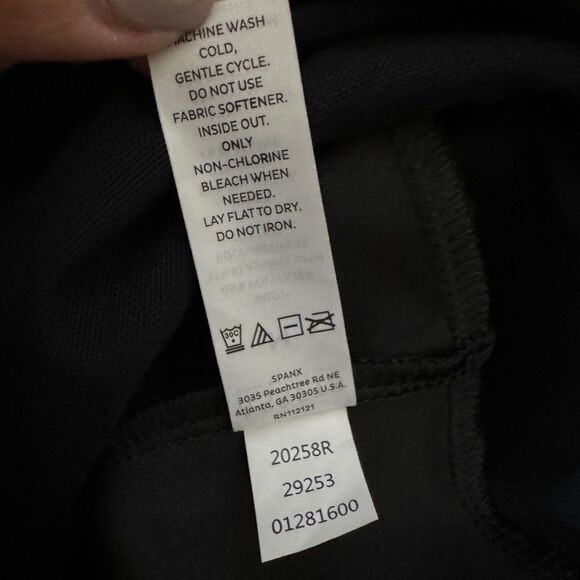 MACHINE WASH
COLD,
GENTLE CYCLE.
DO NOT USE
FABRIC SOFTENER.
INSIDE OUT.
ONLY
NON-CHLORINE
BLEACH WHEN
NEEDED.
LAY FLAT TO DRY.
DO NOT IRON.
30C
SPANX
3035 Peachtree Rd NE
Atlanta, GA 30305 U.S.A.
RN112121
20258R
29253
01281600